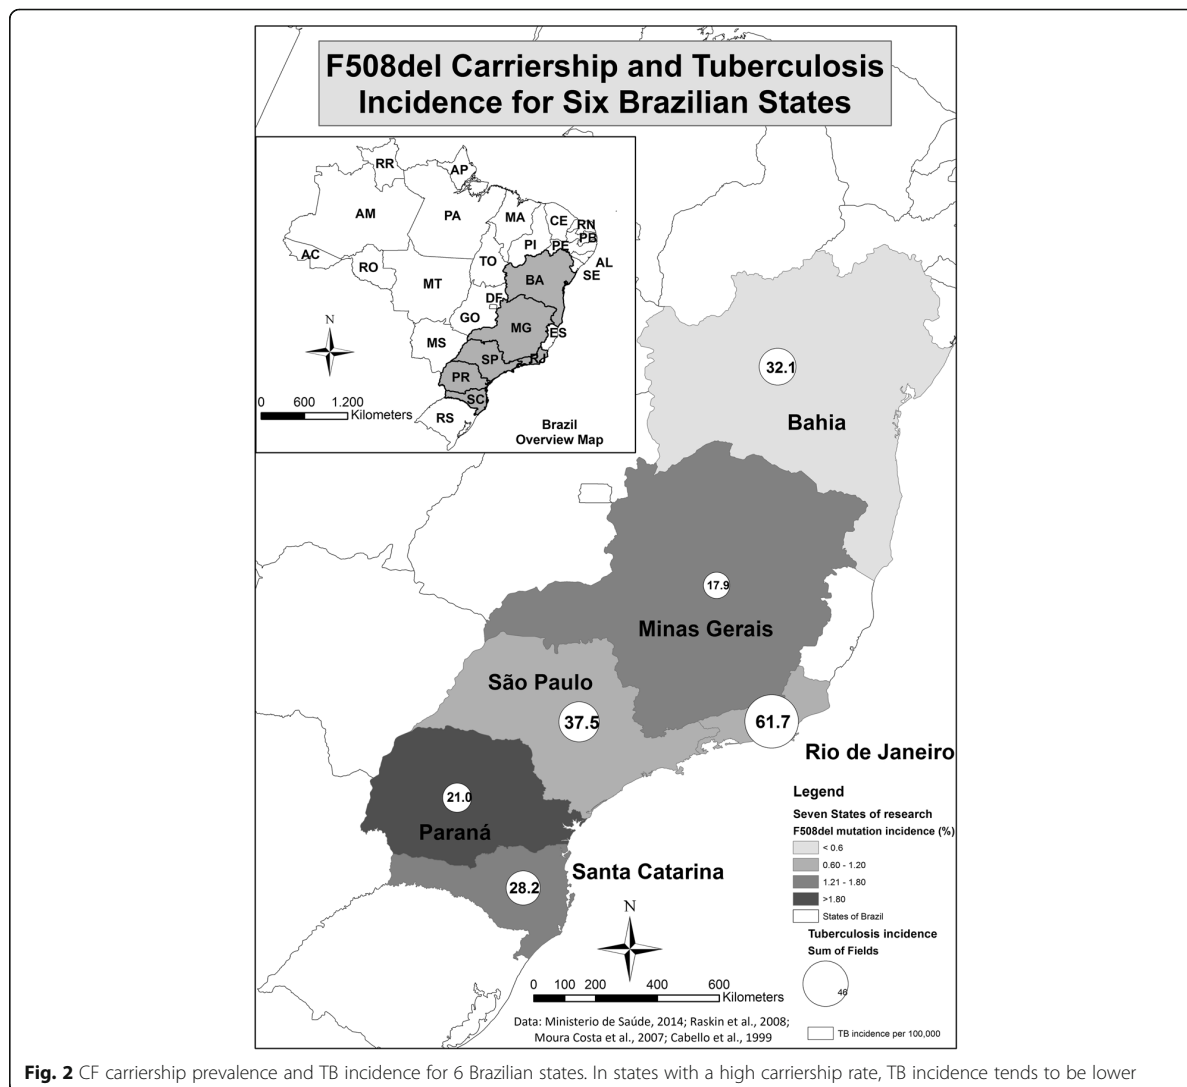 F508del Carriership and Tuberculosis
Incidence for Six Brazilian States
RR
AP
AM
PA
MA
CE
RN
PB
PI
PE
AC
RO
TO
AL
SE
MT
BA
DF
GO
MG
ES
MS
SP
RJ
PR
SC
RS
N
0 600 1.200
Kilometers
Brazil
Overview Map
32.1
Bahia
17.9
Minas Gerais
São Paulo
37.5
61.7
Rio de Janeiro
21.0
Paraná
Santa Catarina
28.2
Legend
Seven States of research
F508del mutation incidence (%)
< 0.6
0.60 - 1.20
1.21 - 1.80
>1.80
States of Brazil
Tuberculosis incidence
Sum of Fields
46
TB incidence per 100,000
N
0 100 200 400 600
Kilometers
Data: Ministerio de Saúde, 2014; Raskin et al., 2008;
Moura Costa et al., 2007; Cabello et al., 1999
Fig. 2 CF carriership prevalence and TB incidence for 6 Brazilian states. In states with a high carriership rate, TB incidence tends to be lower